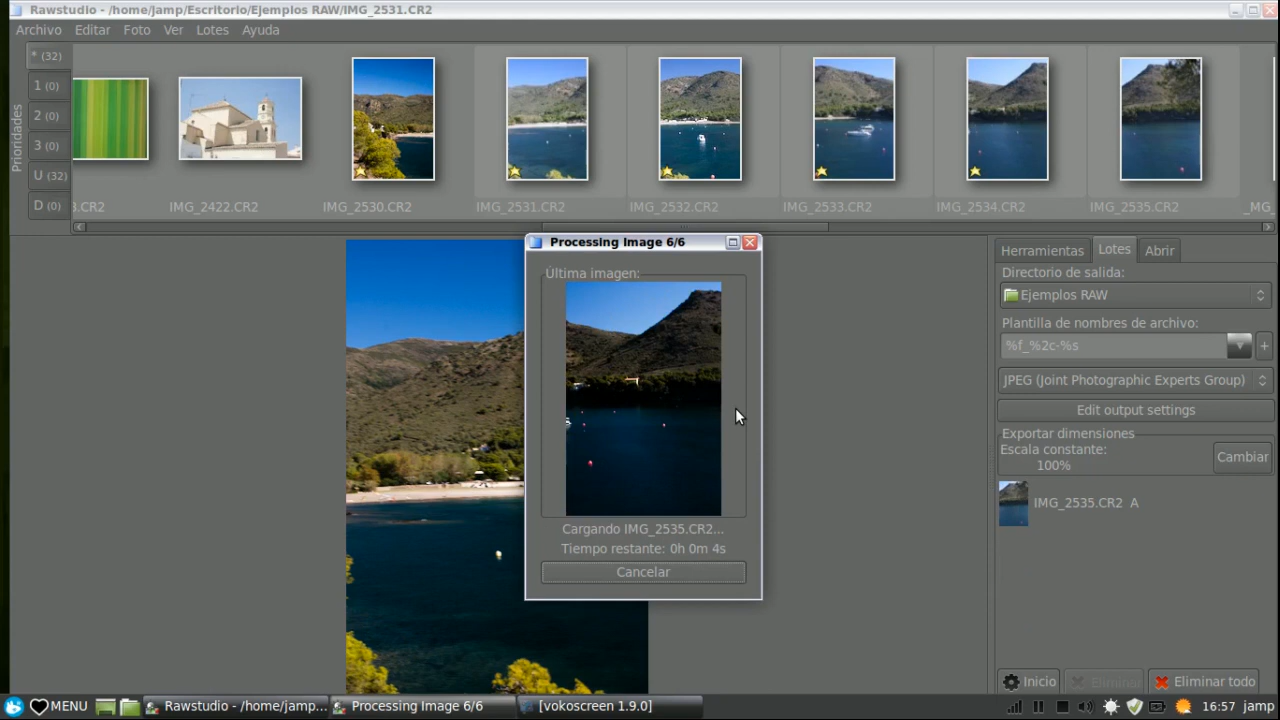 Rawstudio - /home/jamp/Escritorio/Ejemplos RAW/IMG_2531.CR2
Archivo Editar Foto Ver Lotes Ayuda
Prioridades
* (32)
1 (0)
2 (0)
3 (0)
U (32)
D (0)
3.CR2 IMG_2422.CR2 IMG_2530.CR2 IMG_2531.CR2 IMG_2532.CR2 IMG_2533.CR2 IMG_2534.CR2 IMG_2535.CR2 _MG_
Processing Image 6/6
Última imagen:
Cargando IMG_2535.CR2...
Tiempo restante: 0h 0m 4s
Cancelar
Herramientas Lotes Abrir
Directorio de salida:
Ejemplos RAW
Plantilla de nombres de archivo:
%f_%2c-%s
+
JPEG (Joint Photographic Experts Group)
Edit output settings
Exportar dimensiones
Escala constante:
100%
Cambiar
IMG_2535.CR2 A
Inicio Eliminar Eliminar todo
MENU Rawstudio - /home/jamp... Processing Image 6/6 [vokoscreen 1.9.0] 16:57 jamp